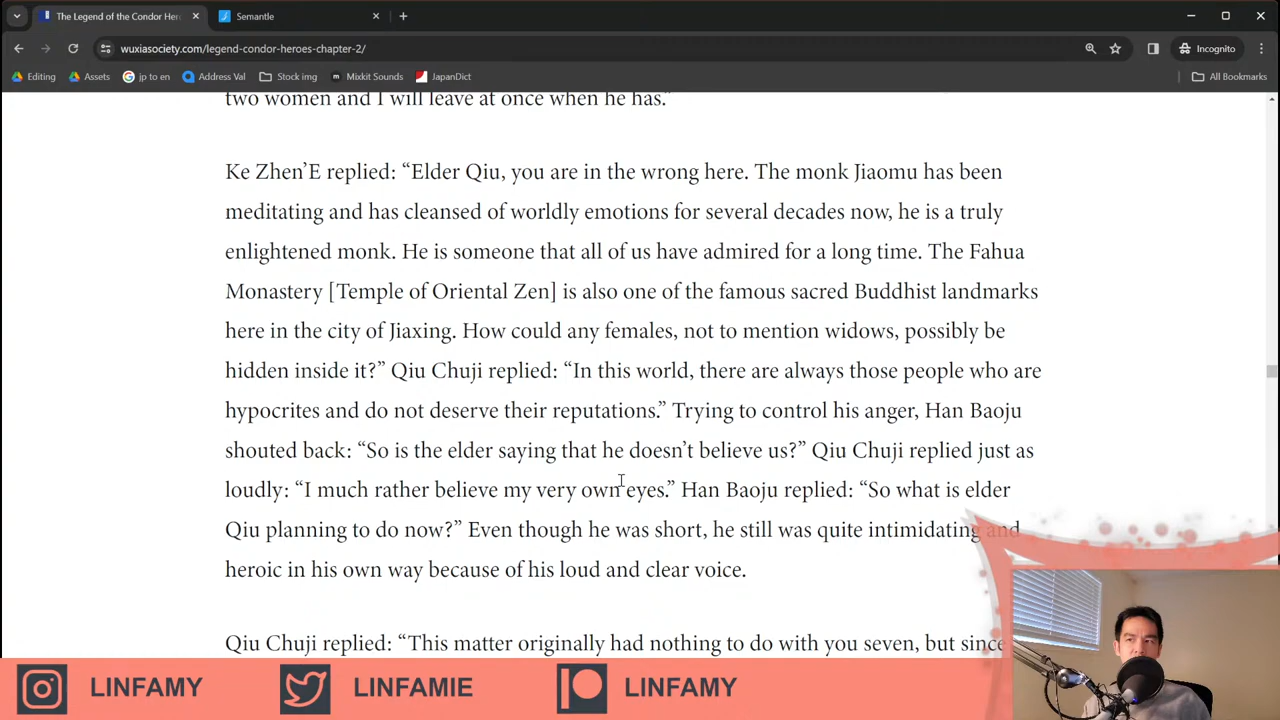 The Legend of the Condor Her
Semantle
wuxiasociety.com/legend-condor-heroes-chapter-2/
Incognito
Editing
Assets
jp to en
Address Val
Stock img
Mixkit Sounds
JapanDict
All Bookmarks
two women and I will leave at once when he has.”
Ke Zhen’E replied: “Elder Qiu, you are in the wrong here. The monk Jiaomu has been
meditating and has cleansed of worldly emotions for several decades now, he is a truly
enlightened monk. He is someone that all of us have admired for a long time. The Fahua
Monastery [Temple of Oriental Zen] is also one of the famous sacred Buddhist landmarks
here in the city of Jiaxing. How could any females, not to mention widows, possibly be
hidden inside it?” Qiu Chuji replied: “In this world, there are always those people who are
hypocrites and do not deserve their reputations.” Trying to control his anger, Han Baoju
shouted back: “So is the elder saying that he doesn’t believe us?” Qiu Chuji replied just as
loudly: “I much rather believe my very own eyes.” Han Baoju replied: “So what is elder
Qiu planning to do now?” Even though he was short, he still was quite intimidating and
heroic in his own way because of his loud and clear voice.
Qiu Chuji replied: “This matter originally had nothing to do with you seven, but since
LINFAMY
LINFAMIE
LINFAMY